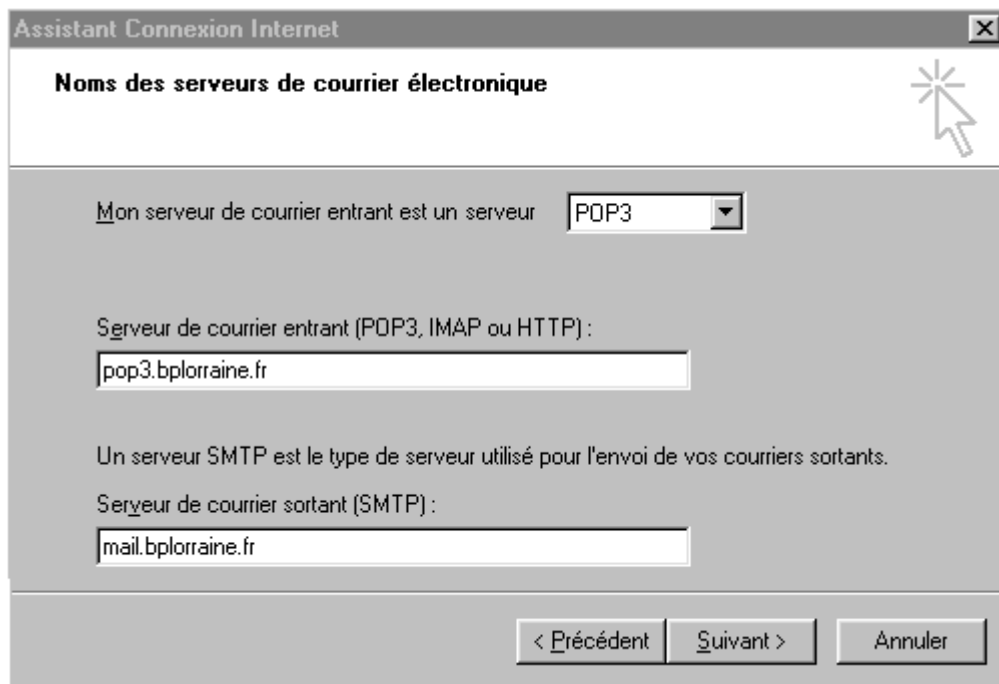 Assistant Connexion Internet
Noms des serveurs de courrier électronique
Mon serveur de courrier entrant est un serveur POP3
Serveur de courrier entrant (POP3, IMAP ou HTTP) :
pop3.bplorraine.fr
Un serveur SMTP est le type de serveur utilisé pour l'envoi de vos courriers sortants.
Serveur de courrier sortant (SMTP) :
mail.bplorraine.fr
< Précédent Suivant > Annuler